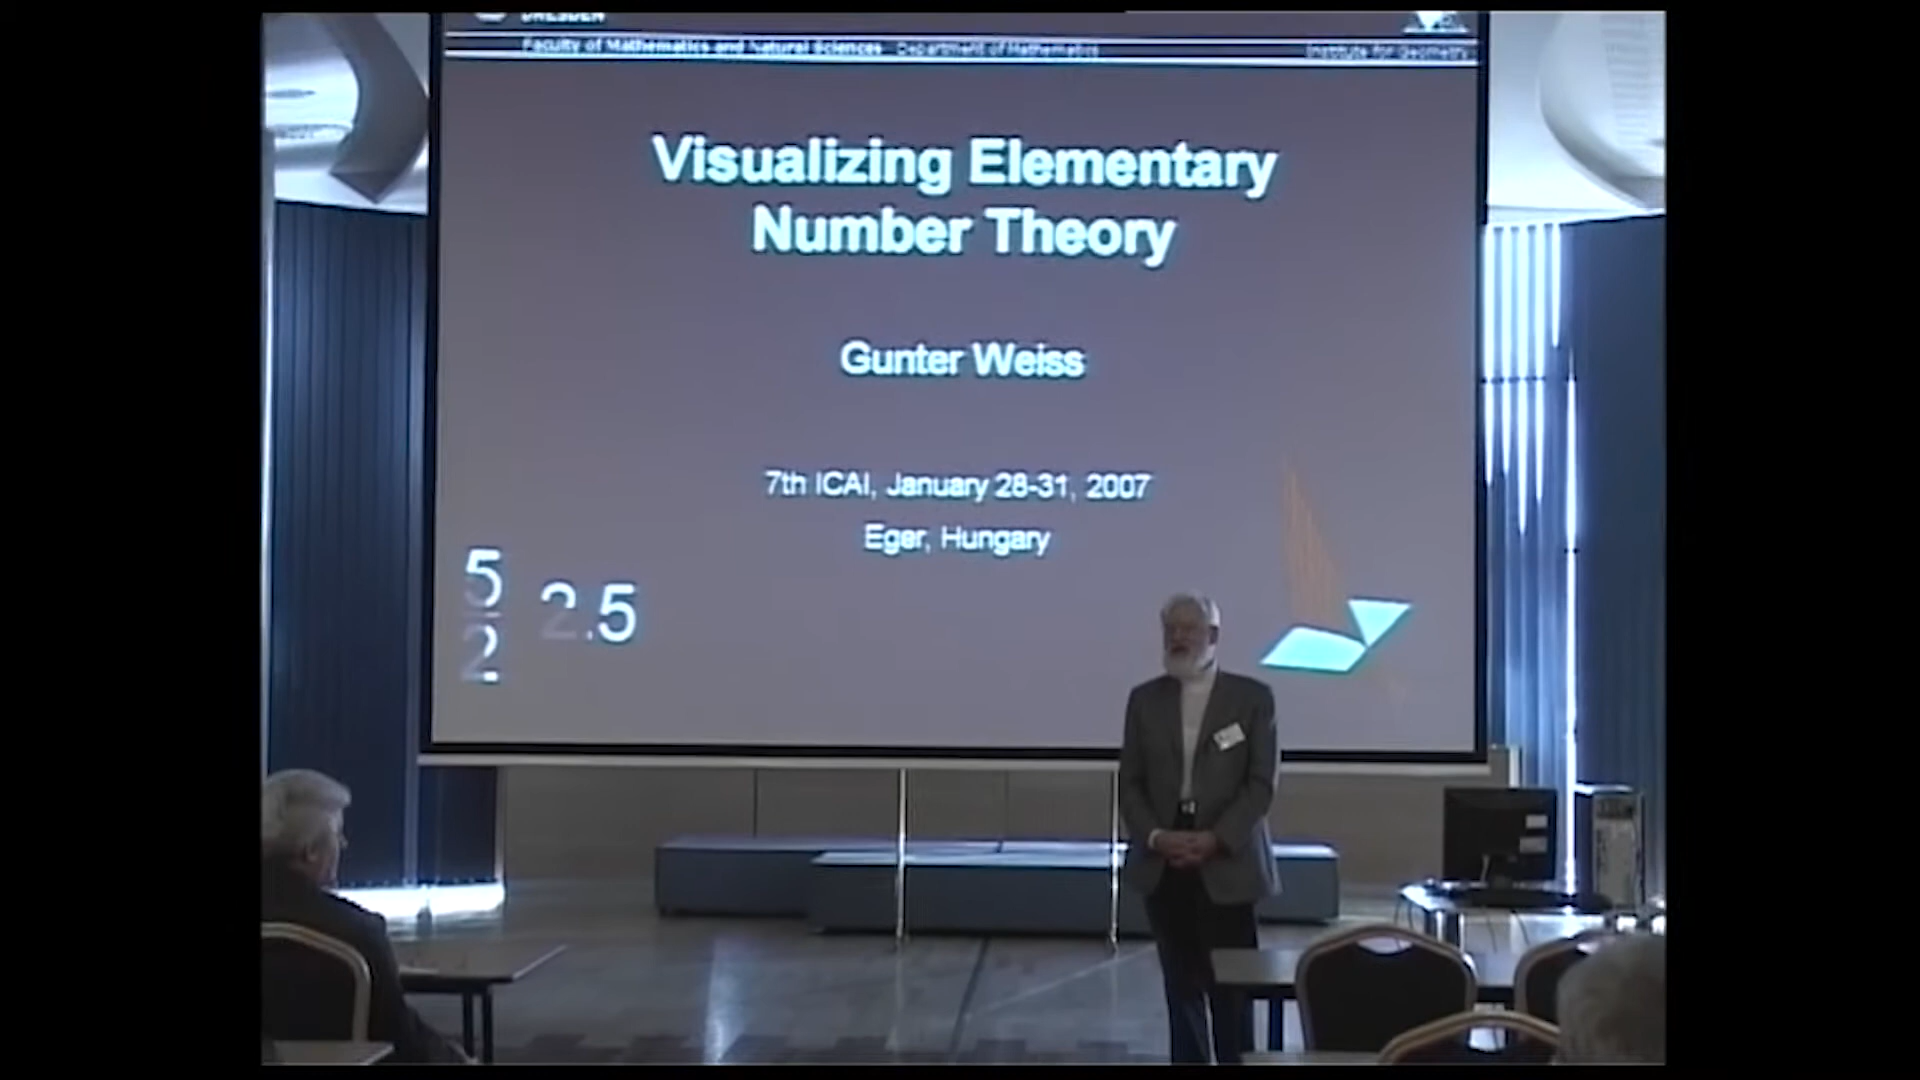 DRESDEN
Faculty of Mathematics and Natural Sciences Department of Mathematics Institute for Geometry
Visualizing Elementary
Number Theory
Gunter Weiss
7th ICAI, January 28-31, 2007
Eger, Hungary
5
2
2.5